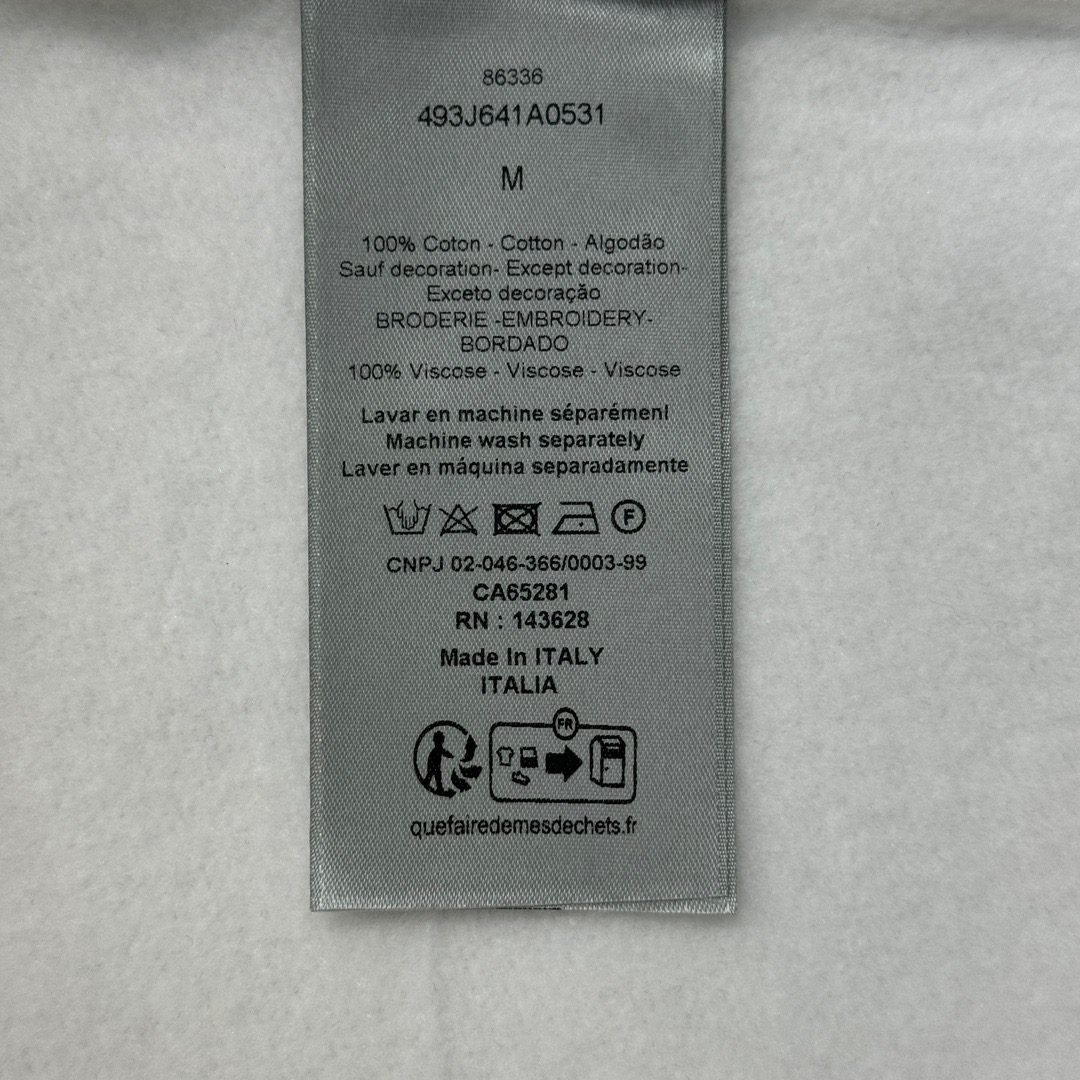 86336
493J641A0531
M
100% Coton - Cotton - Algodão
Sauf decoration- Except decoration-
Exceto decoração
BRODERIE -EMBROIDERY-
BORDADO
100% Viscose - Viscose - Viscose
Lavar en machine séparémenl
Machine wash separately
Laver en máquina separadamente
F
CNPJ 02-046-366/0003-99
CA65281
RN : 143628
Made In ITALY
ITALIA
FR
quefairedemesdechets.fr